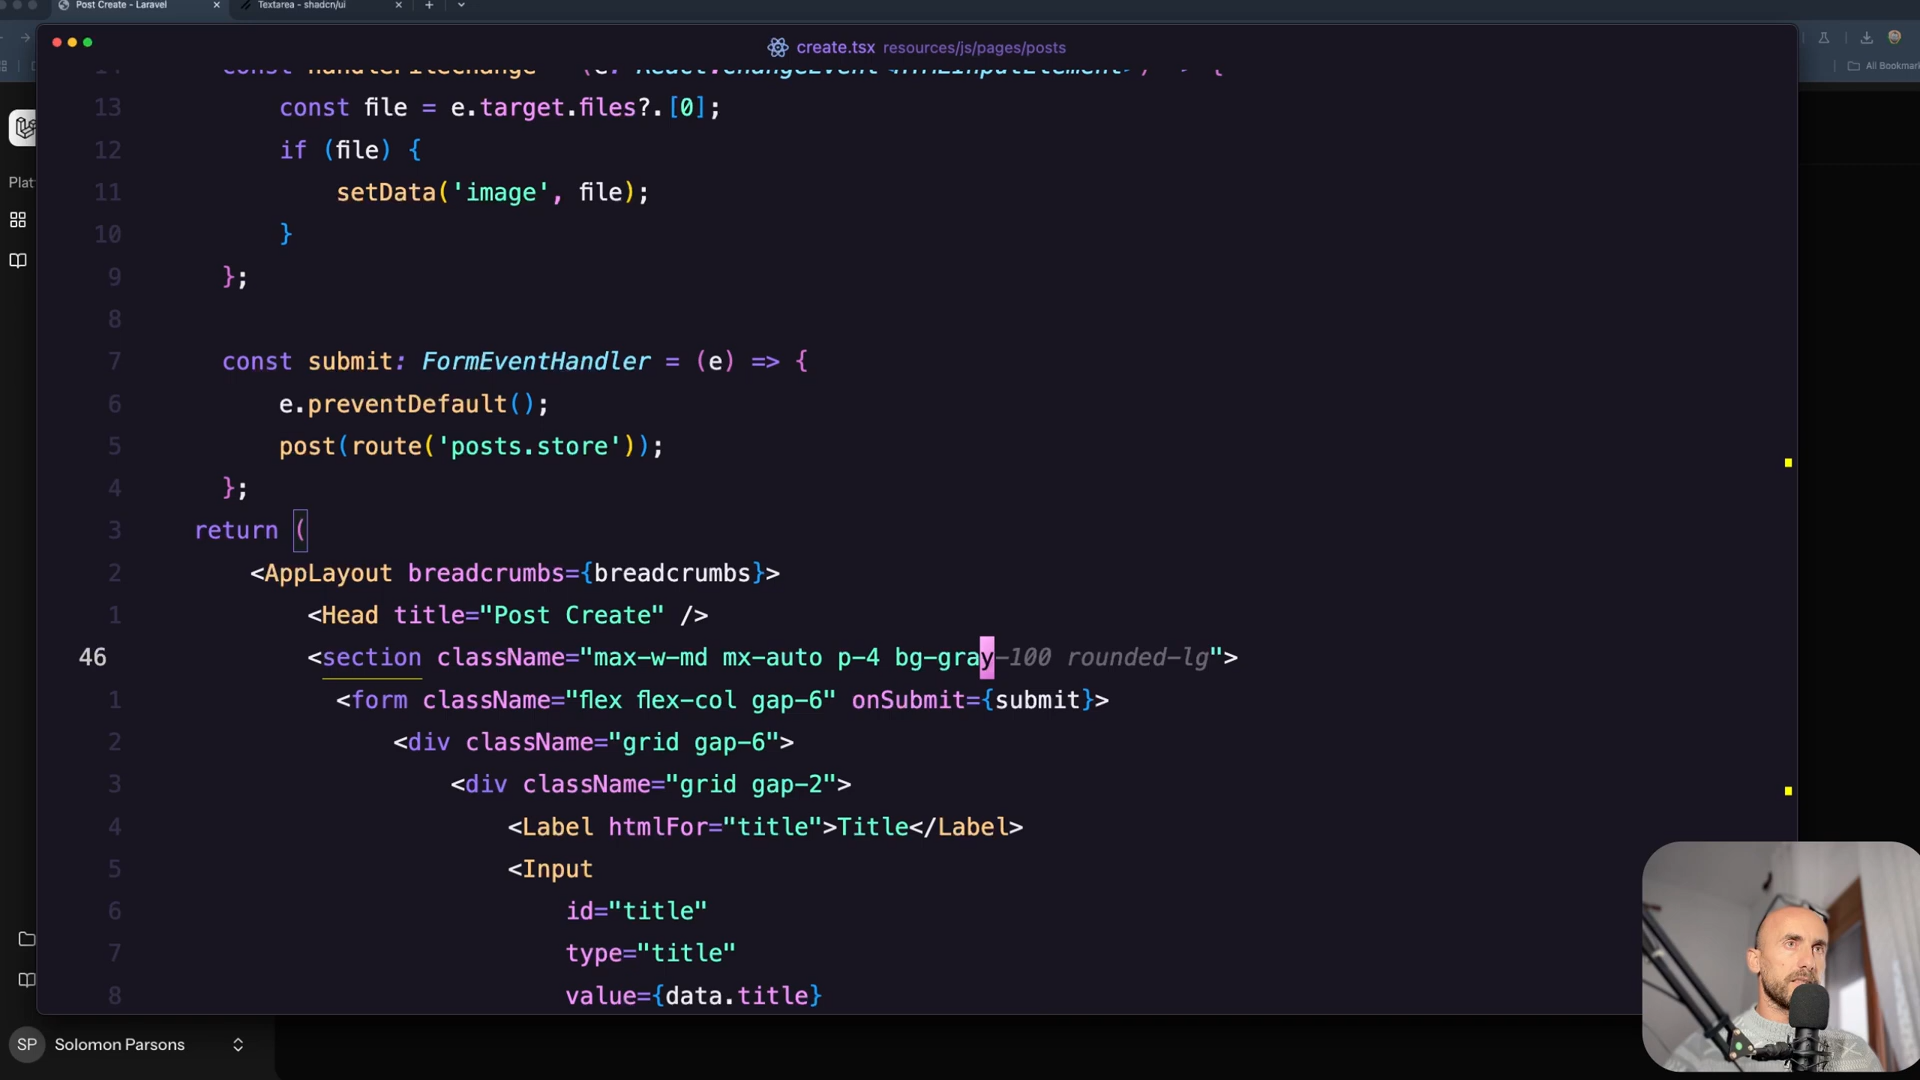 Post Create - Laravel
Textarea - shadcn/ui
create.tsx resources/js/pages/posts
All Bookmark
13 const file = e.target.files?.[0];
12 if (file) {
11 setData('image', file);
10 }
9 };
8
7 const submit: FormEventHandler = (e) => {
6 e.preventDefault();
5 post(route('posts.store'));
4 };
3 return (
2 <AppLayout breadcrumbs={breadcrumbs}>
1 <Head title="Post Create" />
46 <section className="max-w-md mx-auto p-4 bg-gray-100 rounded-lg">
1 <form className="flex flex-col gap-6" onSubmit={submit}>
2 <div className="grid gap-6">
3 <div className="grid gap-2">
4 <Label htmlFor="title">Title</Label>
5 <Input
6 id="title"
7 type="title"
8 value={data.title}
Plat
SP Solomon Parsons